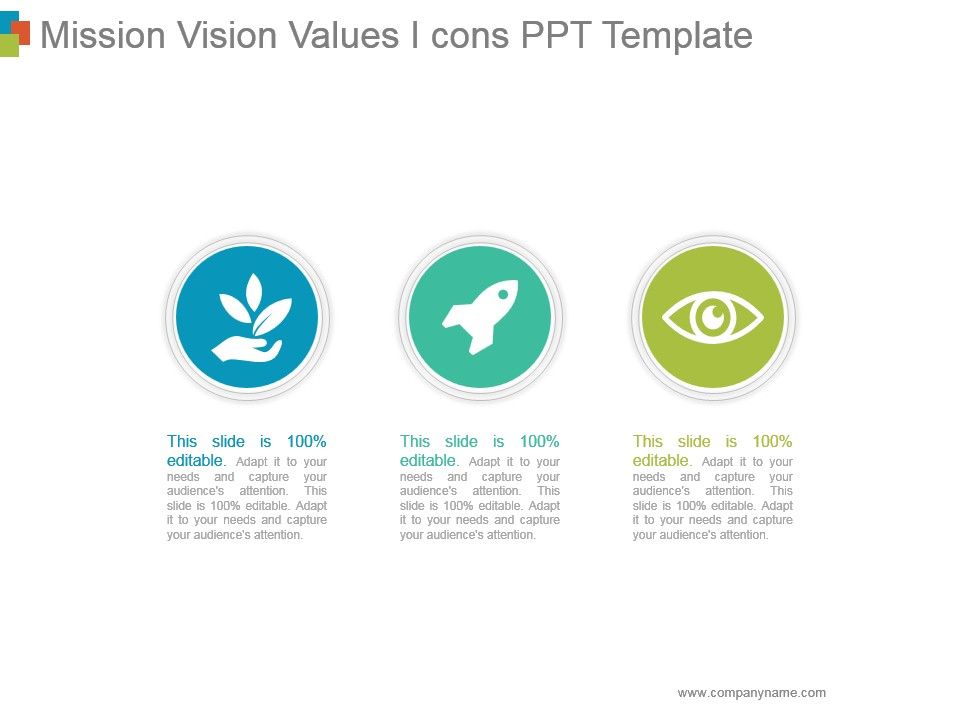 Mission Vision Values I cons PPT Template
This slide is 100%
editable. Adapt it to your
needs and capture your
audience's attention. This
slide is 100% editable. Adapt
it to your needs and capture
your audience's attention.
This slide is 100%
editable. Adapt it to your
needs and capture your
audience's attention. This
slide is 100% editable. Adapt
it to your needs and capture
your audience's attention.
This slide is 100%
editable. Adapt it to your
needs and capture your
audience's attention. This
slide is 100% editable. Adapt
it to your needs and capture
your audience's attention.
www.companyname.com